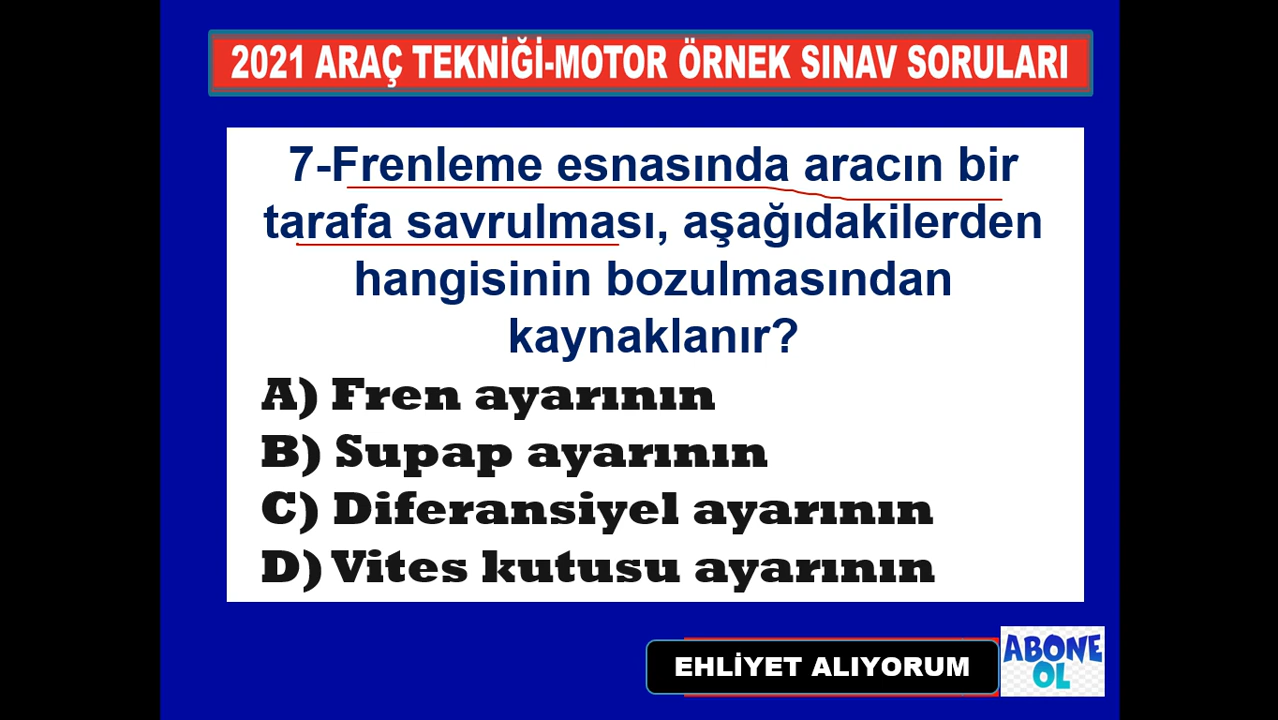 2021 ARAÇ TEKNİĞİ-MOTOR ÖRNEK SINAV SORULARI
7-Frenleme esnasında aracın bir
tarafa savrulması, aşağıdakilerden
hangisinin bozulmasından
kaynaklanır?
A) Fren ayarının
B) Supap ayarının
C) Diferansiyel ayarının
D) Vites kutusu ayarının
EHLİYET ALIYORUM
ABONE
OL